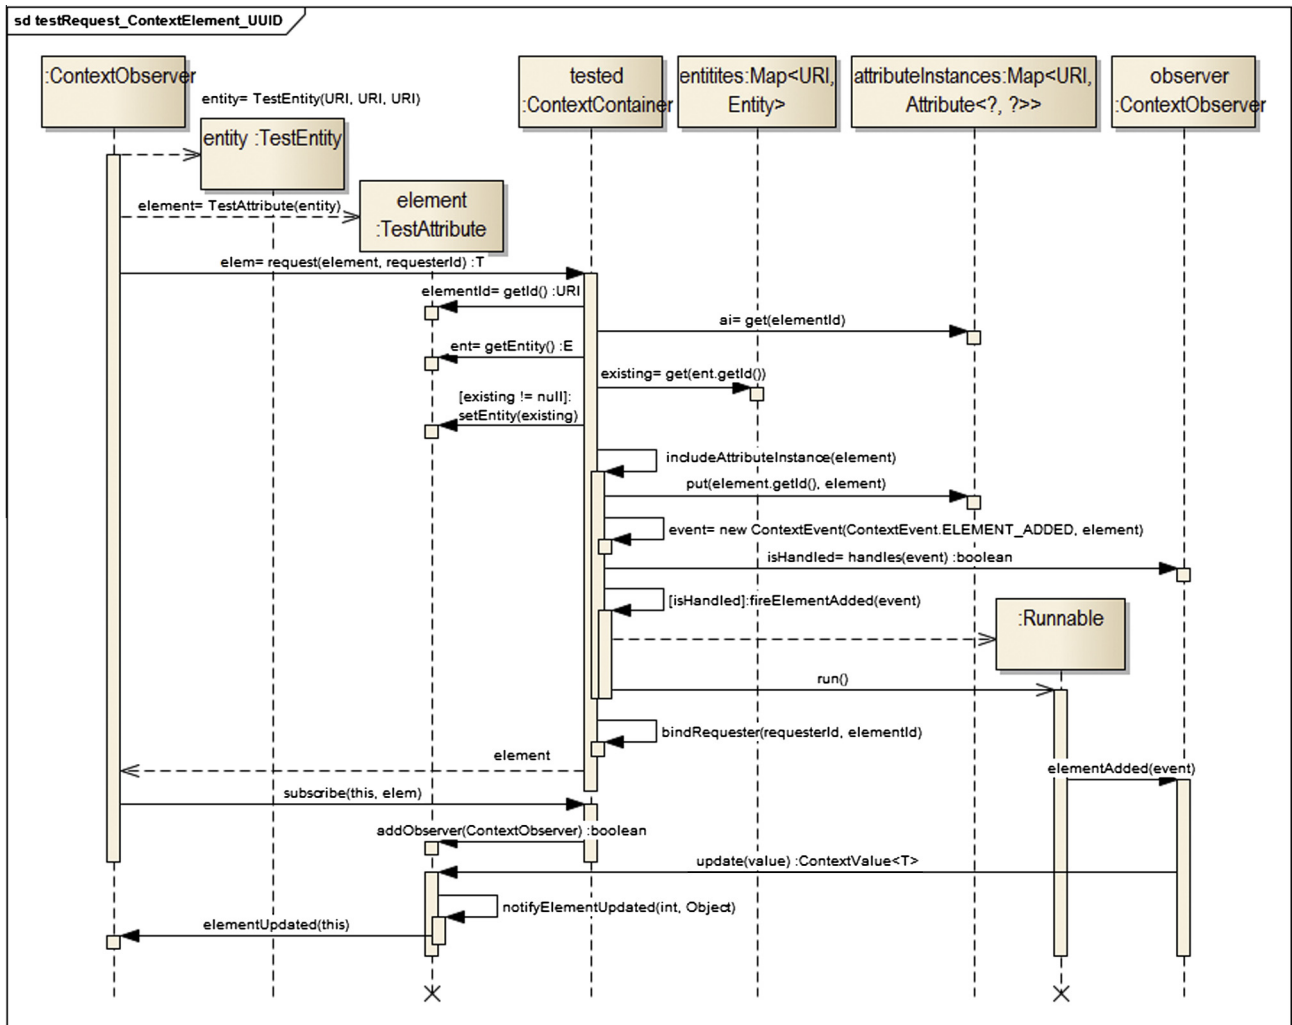 sd testRequest_ContextElement_UUID
:ContextObserver
tested
:ContextContainer
entitites:Map<URI,
Entity>
attributeInstances:Map<URI,
Attribute<?, ?>>
observer
:ContextObserver
entity= TestEntity(URI, URI, URI)
entity :TestEntity
element= TestAttribute(entity)
element
:TestAttribute
elem= request(element, requesterId) :T
elementId= getId() :URI
ai= get(elementId)
ent= getEntity() :E
existing= get(ent.getId())
[existing != null]:
setEntity(existing)
includeAttributeInstance(element)
put(element.getId(), element)
event= new ContextEvent(ContextEvent.ELEMENT_ADDED, element)
isHandled= handles(event) :boolean
[isHandled]:fireElementAdded(event)
:Runnable
run()
bindRequester(requesterId, elementId)
element
elementAdded(event)
subscribe(this, elem)
addObserver(ContextObserver) :boolean
update(value) :ContextValue<T>
notifyElementUpdated(int, Object)
elementUpdated(this)